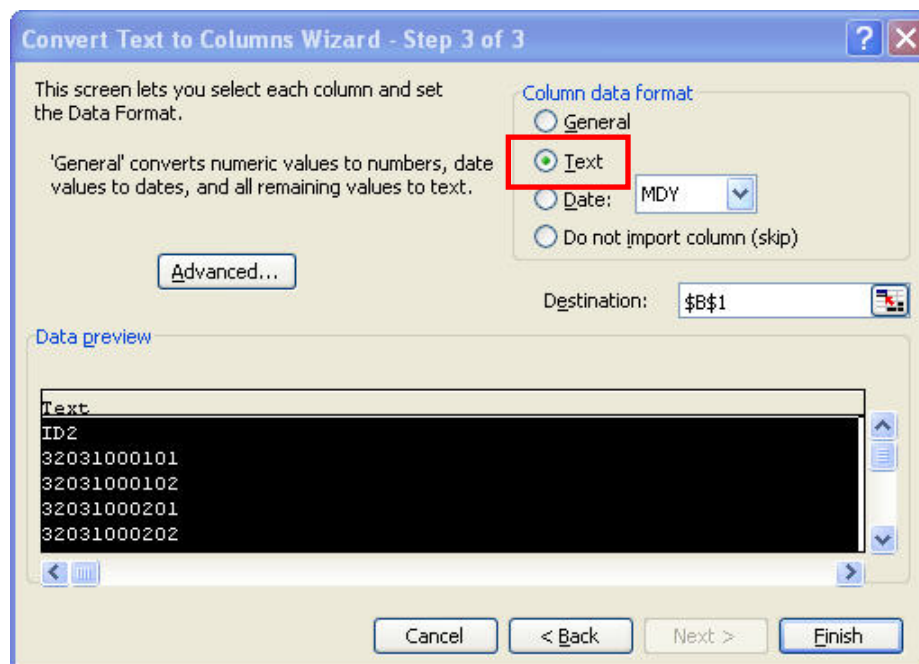 Convert Text to Columns Wizard - Step 3 of 3
This screen lets you select each column and set
the Data Format.
'General' converts numeric values to numbers, date
values to dates, and all remaining values to text.
Advanced...
Column data format
General
Text
Date: MDY
Do not import column (skip)
Destination: $B$1
Data preview
Text
ID2
32031000101
32031000102
32031000201
32031000202
Cancel
< Back
Next >
Finish